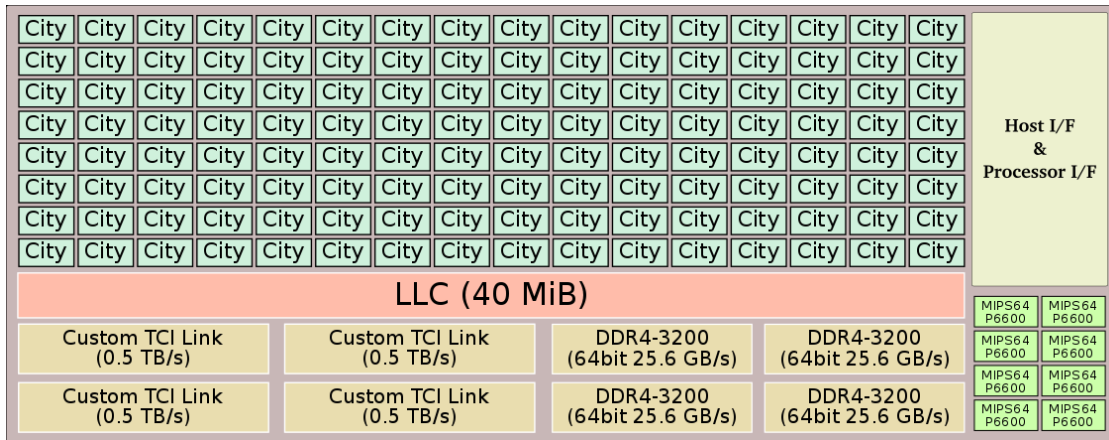 City City City City City City City City City City City City City City City City
City City City City City City City City City City City City City City City City
City City City City City City City City City City City City City City City City
City City City City City City City City City City City City City City City City
City City City City City City City City City City City City City City City City
City City City City City City City City City City City City City City City City
City City City City City City City City City City City City City City City City
City City City City City City City City City City City City City City City City
Host I/F
&
Processor I/F
LLC (40 MiB)
Custom TCI Link
(0.5 TB/s)
Custom TCI Link
(0.5 TB/s)
DDR4-3200
(64bit 25.6 GB/s)
DDR4-3200
(64bit 25.6 GB/s)
Custom TCI Link
(0.5 TB/s)
Custom TCI Link
(0.5 TB/s)
DDR4-3200
(64bit 25.6 GB/s)
DDR4-3200
(64bit 25.6 GB/s)
MIPS64 MIPS64
P6600 P6600
MIPS64 MIPS64
P6600 P6600
MIPS64 MIPS64
P6600 P6600
MIPS64 MIPS64
P6600 P6600